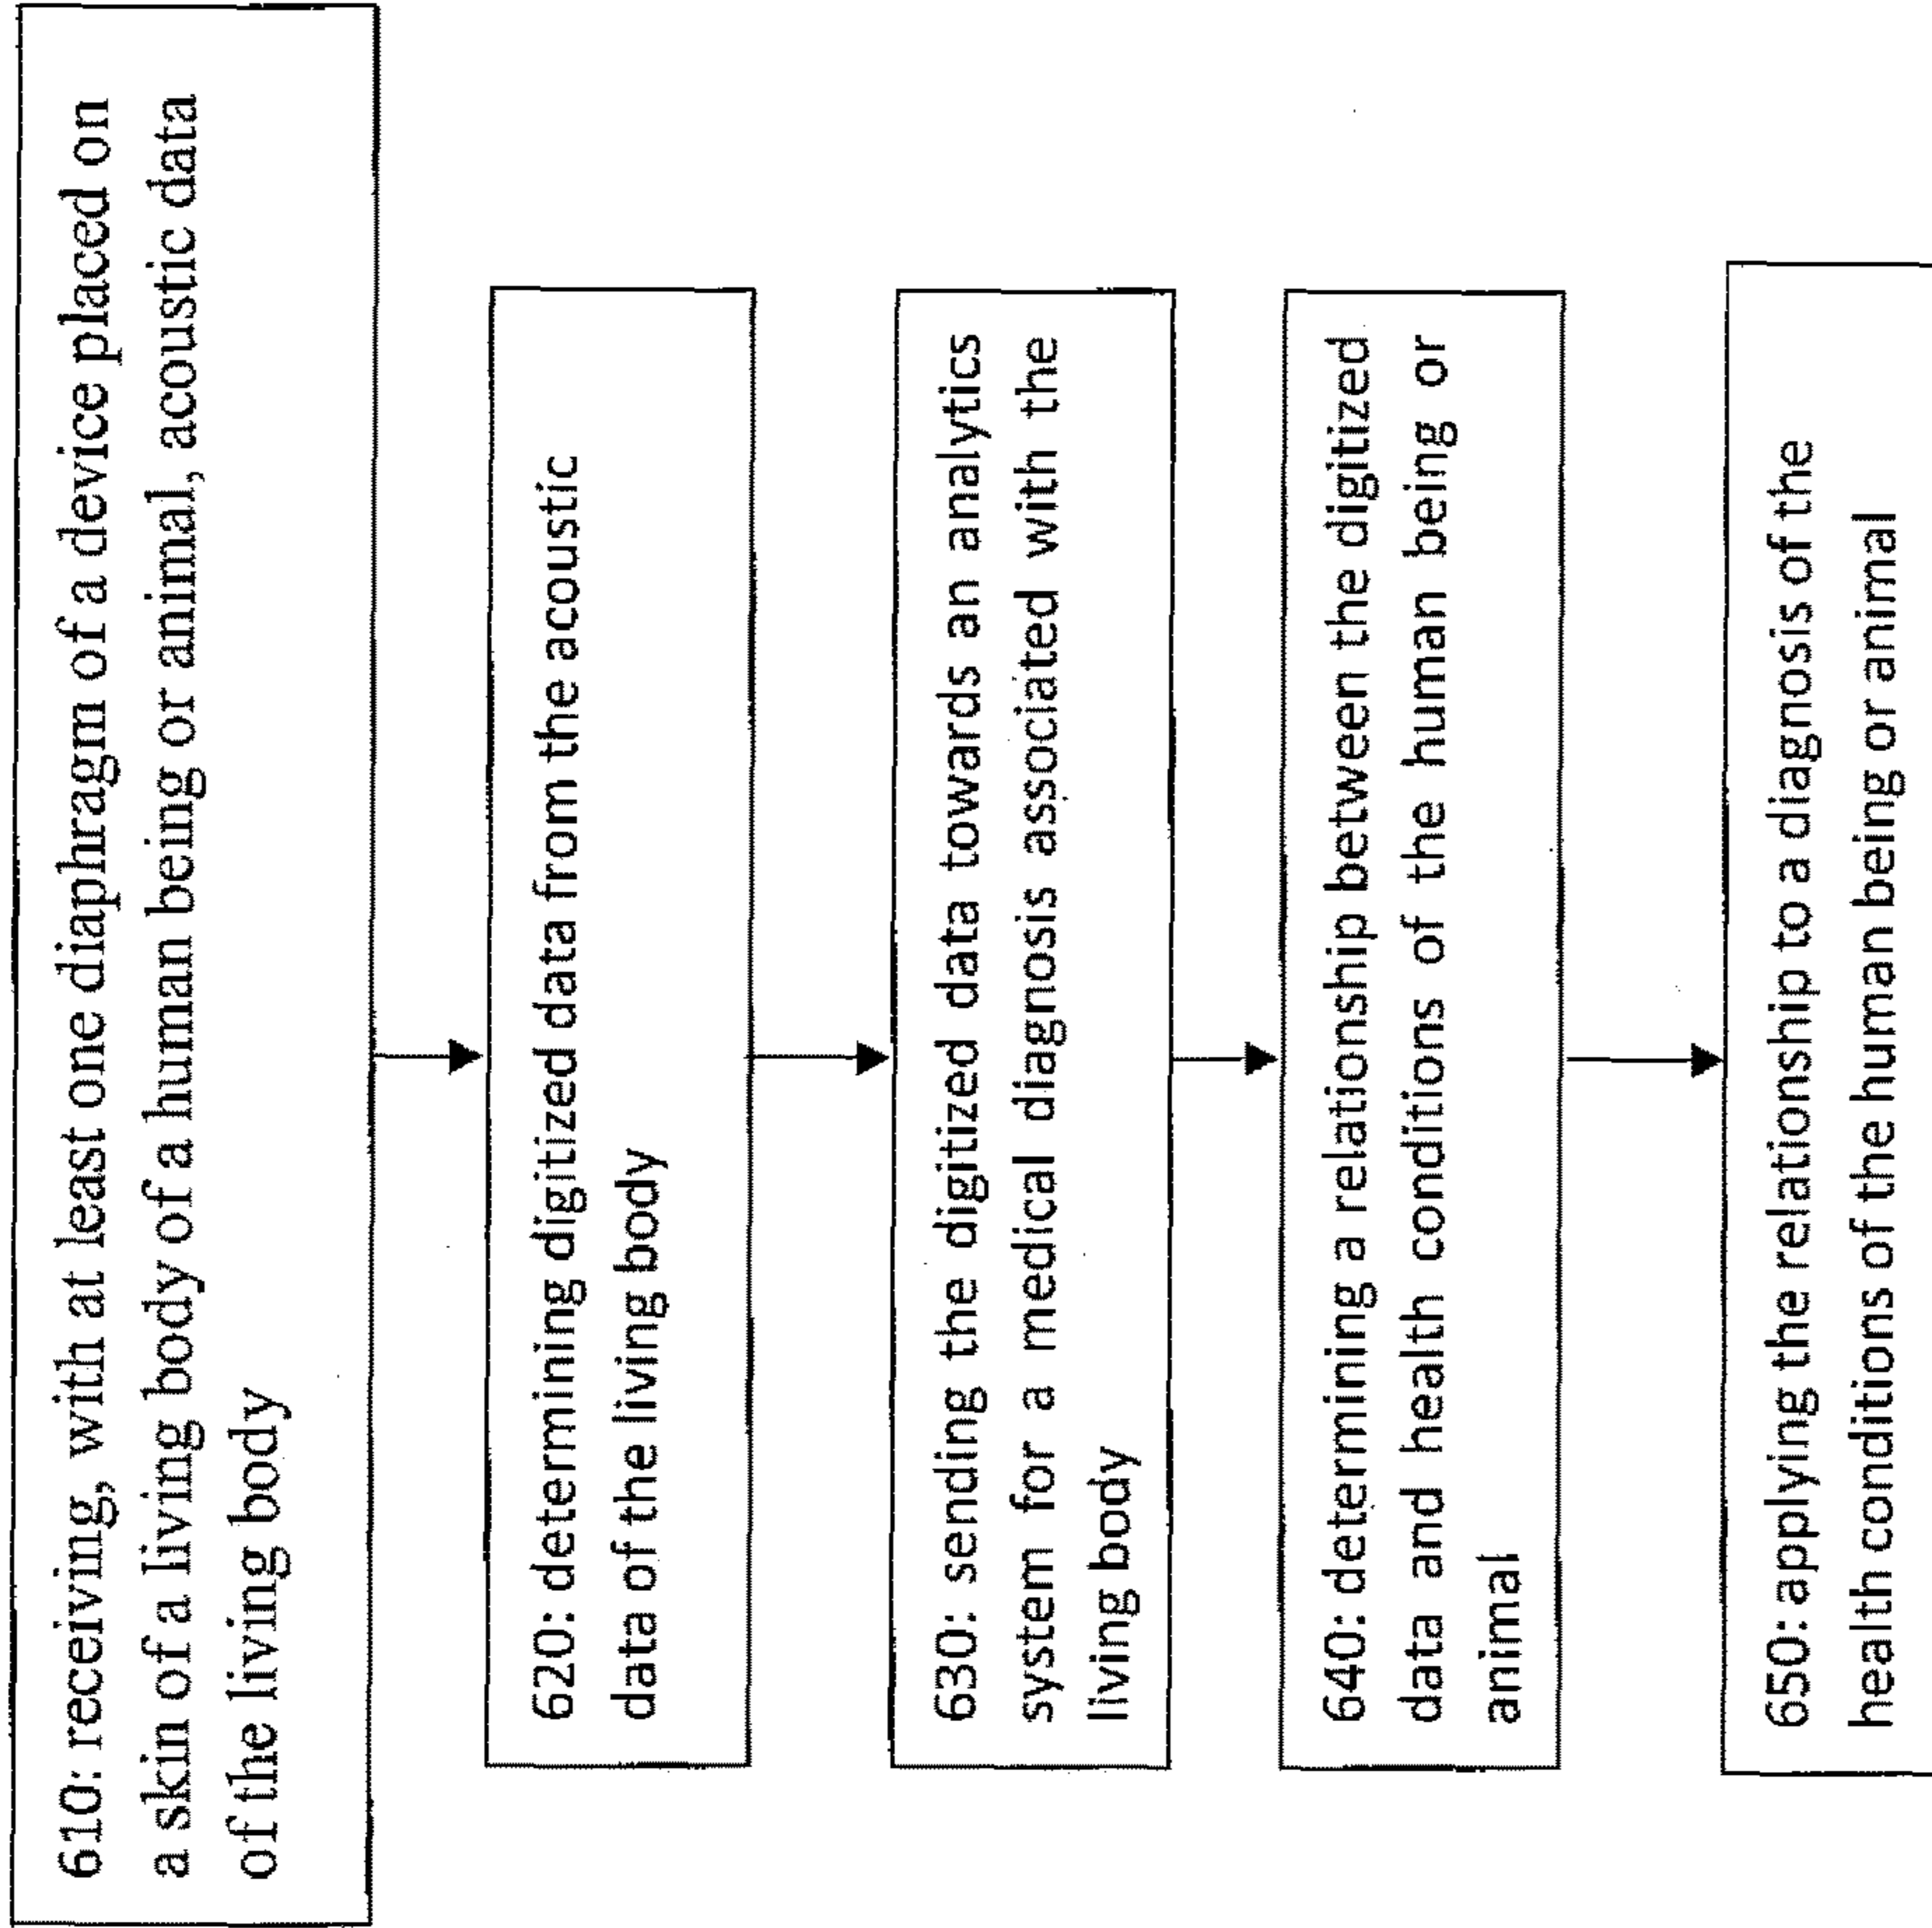 610: receiving, with at least one diaphragm of a device placed on
a skin of a living body of a human being or animal, acoustic data
of the living body
620: determining digitized data from the acoustic
data of the living body
630: sending the digitized data towards an analytics
system for a medical diagnosis associated with the
living body
640: determining a relationship between the digitized
data and health conditions of the human being or
animal
650: applying the relationship to a diagnosis of the
health conditions of the human being or animal